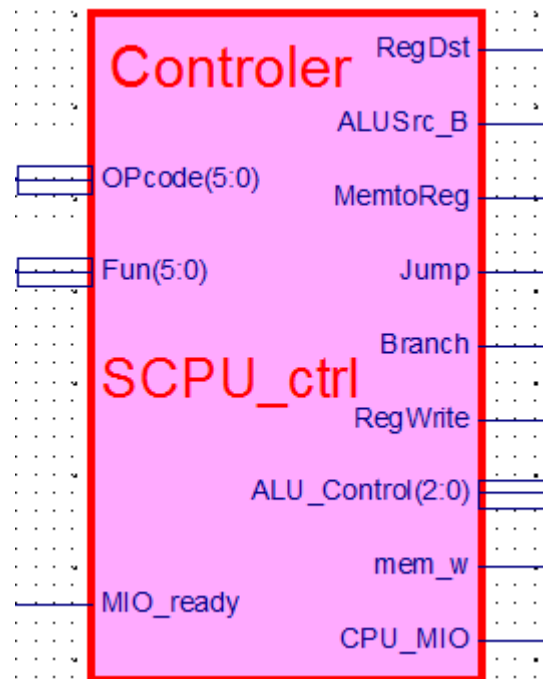 Controler
RegDst
ALUSrc_B
OPcode(5:0)
MemtoReg
Fun(5:0)
Jump
Branch
SCPU_ctrl
RegWrite
ALU_Control(2:0)
mem_w
MIO_ready
CPU_MIO